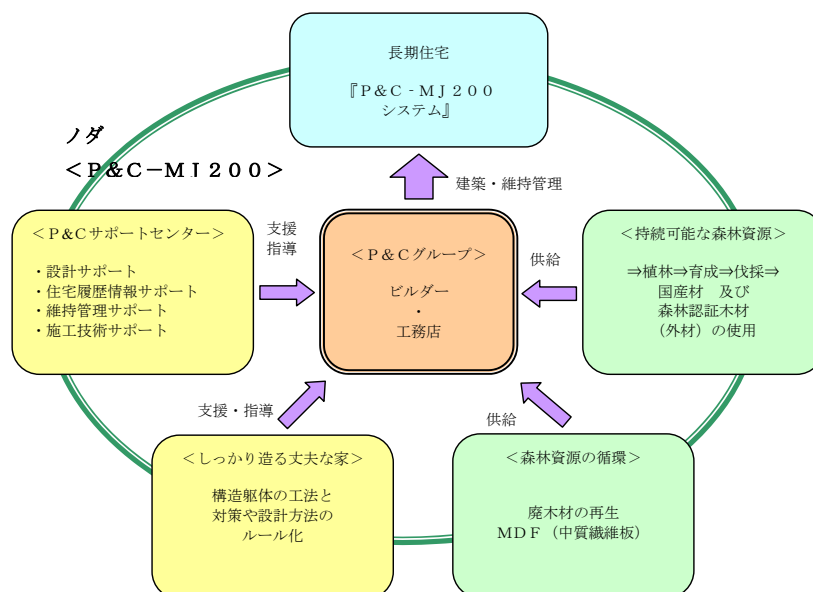 長期住宅
『Ｐ&Ｃ‐ＭＪ２００
システム』
ノダ
＜Ｐ&Ｃ－ＭＪ２００＞
建築・維持管理
＜Ｐ&Ｃサポートセンター＞
・設計サポート
・住宅履歴情報サポート
・維持管理サポート
・施工技術サポート
支援
指導
＜Ｐ&Ｃグループ＞
ビルダー
・
工務店
供給
＜持続可能な森林資源＞
⇒植林⇒育成⇒伐採⇒
国産材　及び
森林認証木材
（外材）の使用
支援・指導
供給
＜しっかり造る丈夫な家＞
構造躯体の工法と
対策や設計方法の
ルール化
＜森林資源の循環＞
廃木材の再生
ＭＤＦ（中質繊維板）